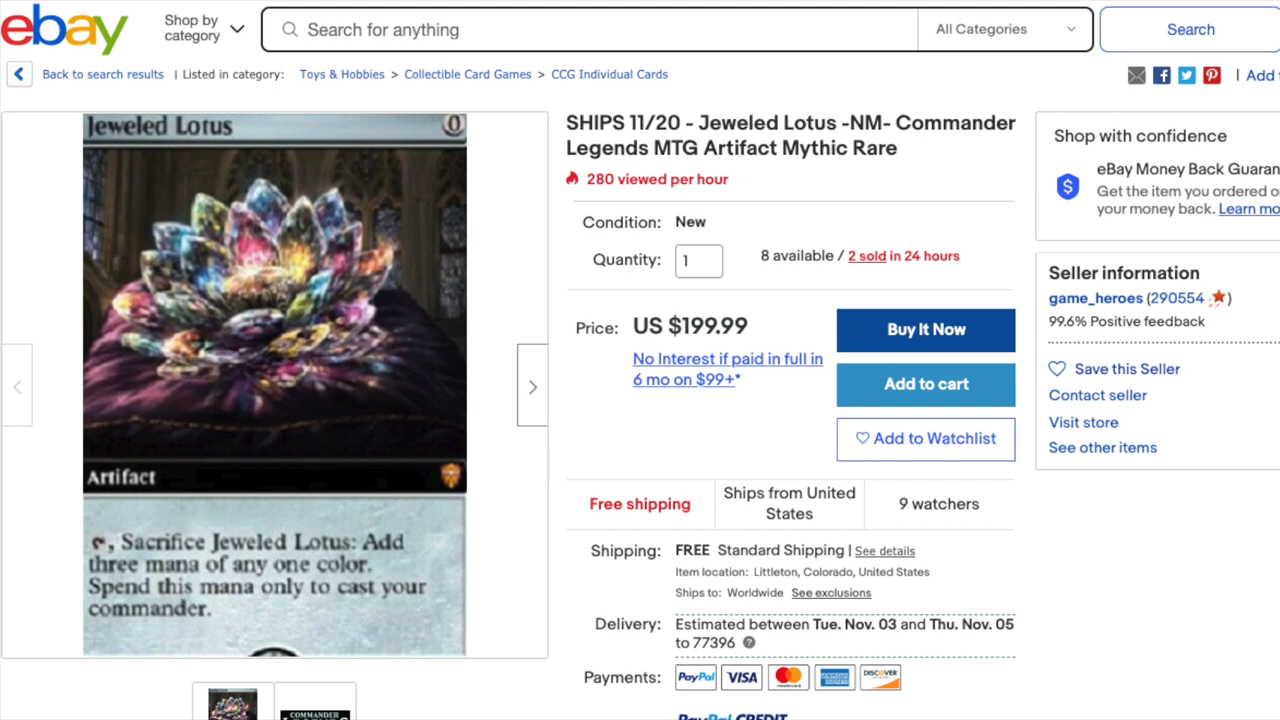 ebay
Shop by
category
Search for anything
All Categories
Search
Back to search results | Listed in category: Toys & Hobbies > Collectible Card Games > CCG Individual Cards
| Add
Jeweled Lotus 0
Artifact
, Sacrifice Jeweled Lotus: Add
three mana of any one color.
Spend this mana only to cast your
commander.
COMMANDER
SHIPS 11/20 - Jeweled Lotus -NM- Commander
Legends MTG Artifact Mythic Rare
280 viewed per hour
Condition: New
Quantity: 1 8 available / 2 sold in 24 hours
Price: US $199.99
No Interest if paid in full in
6 mo on $99+*
Buy It Now
Add to cart
Add to Watchlist
Free shipping
Ships from United
States
9 watchers
Shipping: FREE Standard Shipping | See details
Item location: Littleton, Colorado, United States
Ships to: Worldwide See exclusions
Delivery: Estimated between Tue. Nov. 03 and Thu. Nov. 05
to 77396 ?
Payments: PayPal VISA mastercard DISCOVER
PayPal CREDIT
Shop with confidence
eBay Money Back Guaran
Get the item you ordered o
your money back. Learn mo
Seller information
game_heroes (290554 )
99.6% Positive feedback
Save this Seller
Contact seller
Visit store
See other items